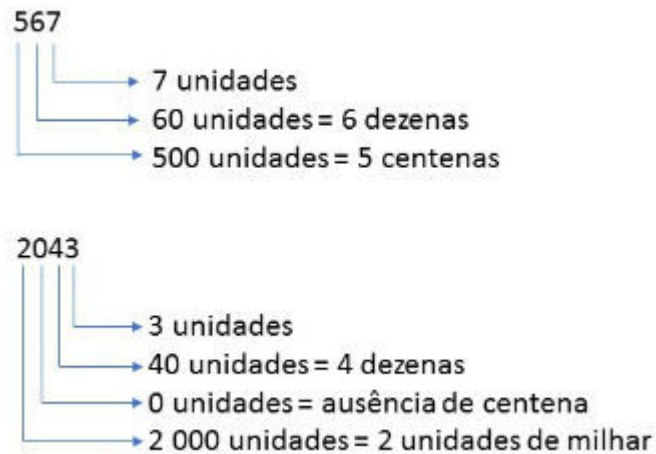 567
7 unidades
60 unidades = 6 dezenas
500 unidades = 5 centenas
2043
3 unidades
40 unidades = 4 dezenas
0 unidades = ausência de centena
2 000 unidades = 2 unidades de milhar